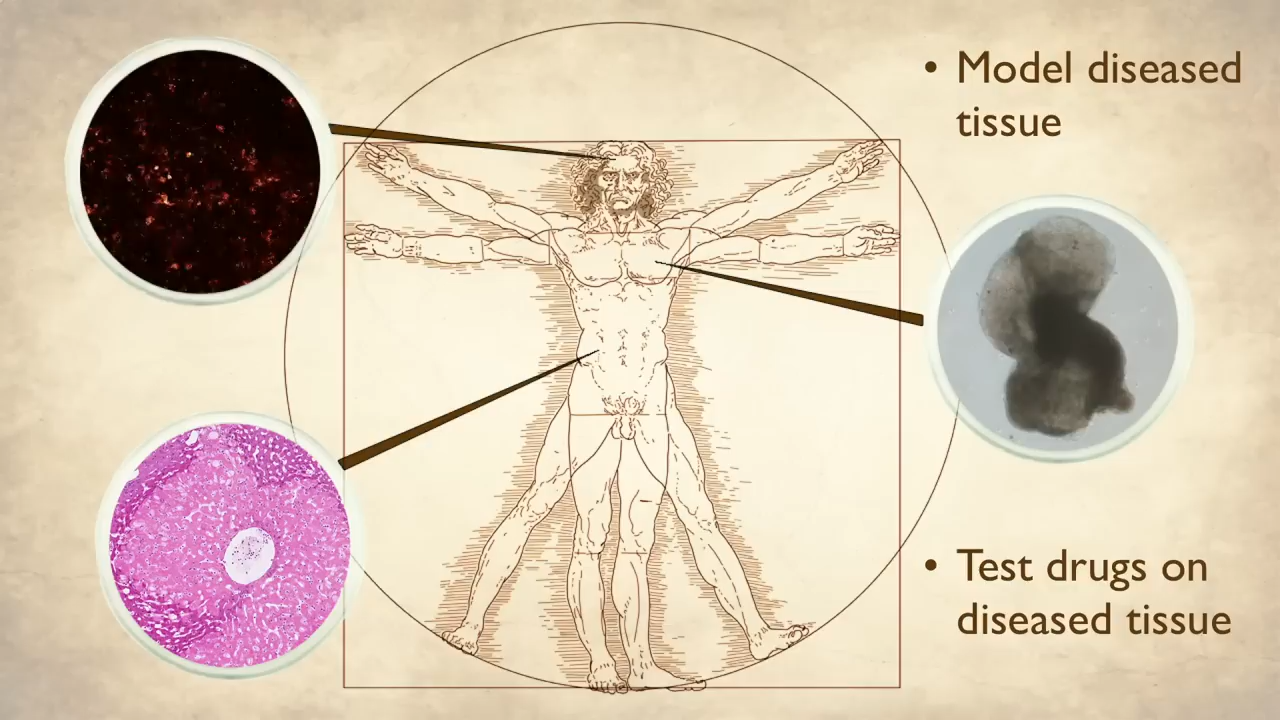 • Model diseased
tissue
• Test drugs on
diseased tissue